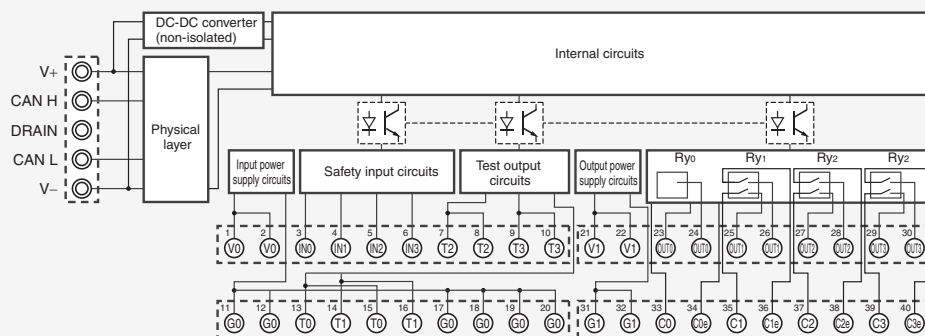 DC-DC converter
(non-isolated)
Internal circuits
V+
CAN H
DRAIN
CAN L
V−
Physical
layer
Input power
supply circuits
Safety input circuits
Test output
circuits
Output power
supply circuits
Ry0 Ry1 Ry2 Ry2
1 2 3 4 5 6 7 8 9 10 21 22 23 24 25 26 27 28 29 30
V0 V0 IN0 IN1 IN2 IN3 T2 T2 T3 T3 V1 V1 OUT0 OUT0 OUT1 OUT1 OUT2 OUT2 OUT3 OUT3
11 12 13 14 15 16 17 18 19 20 31 32 33 34 35 36 37 38 39 40
G0 G0 T0 T1 T0 T1 G0 G0 G0 G0 G1 G1 C0 C0e C1 C1e C2 C2e C3 C3e